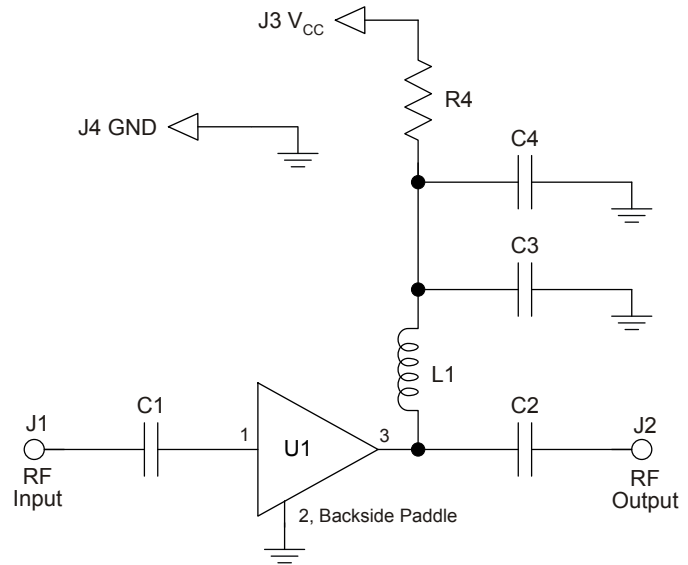 J3 VCC
R4
J4 GND
C4
C3
L1
C1
C2
J1
1
U1
3
J2
RF
Input
RF
Output
2, Backside Paddle